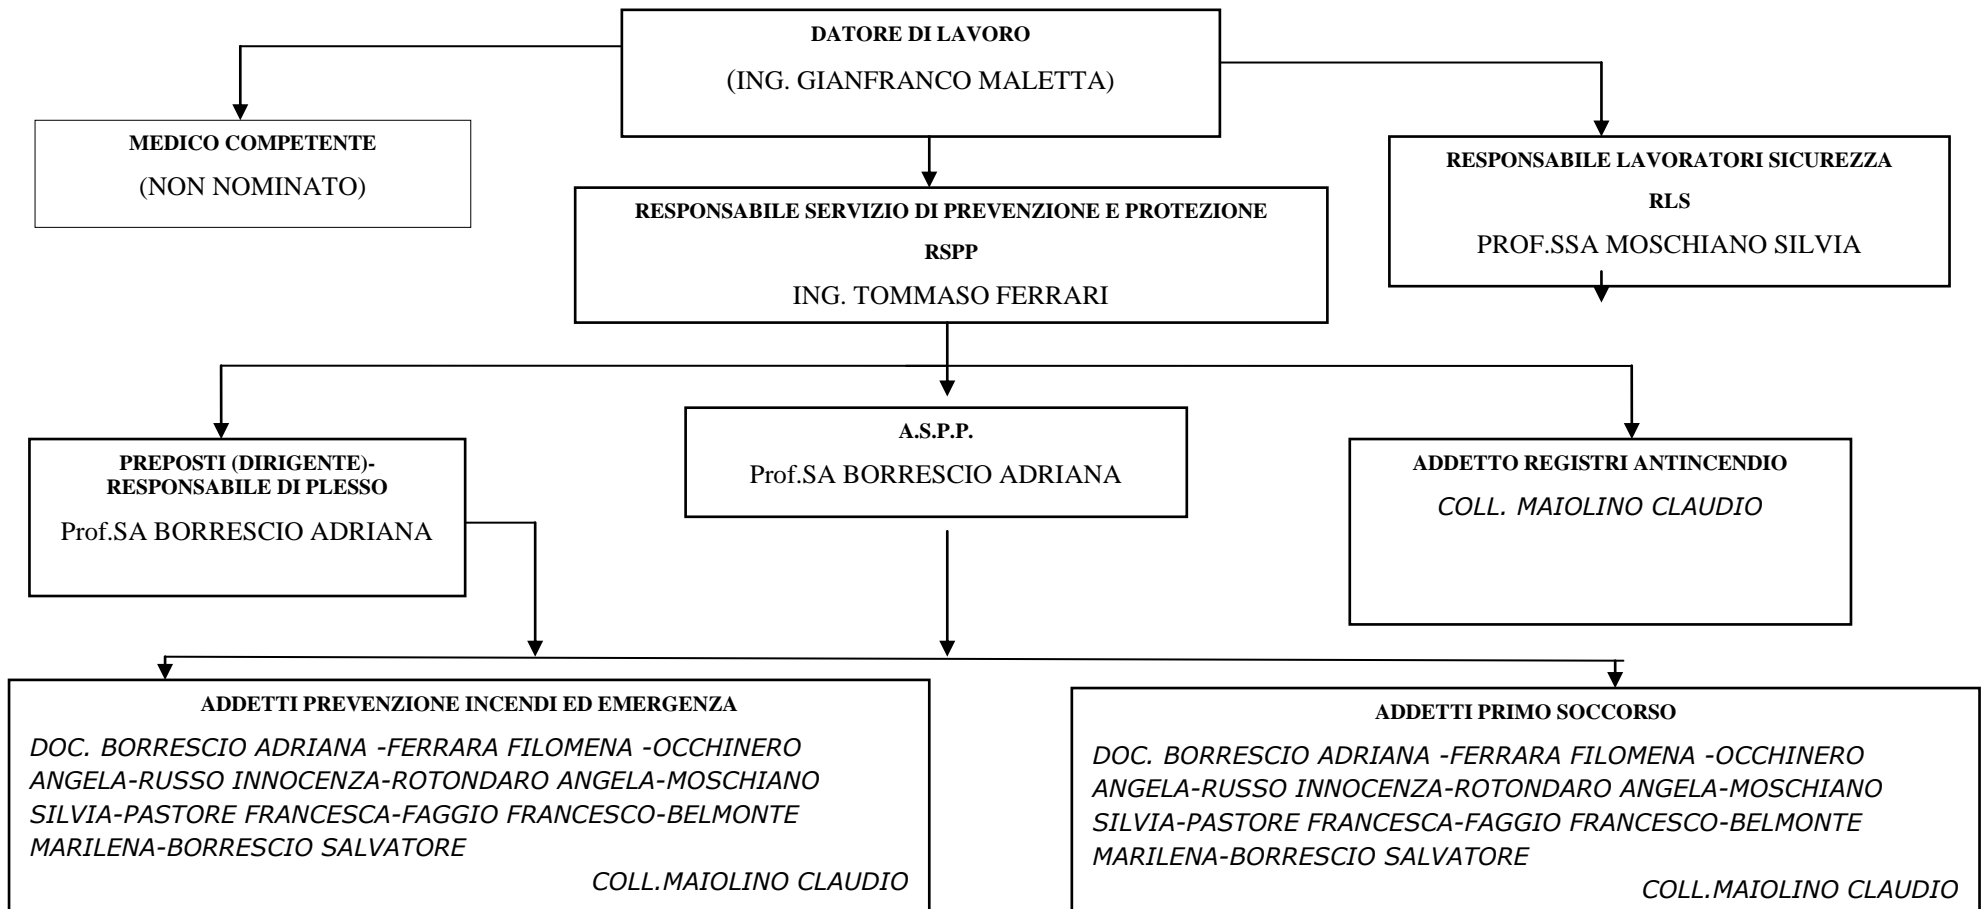 DATORE DI LAVORO
(ING. GIANFRANCO MALETTA)
MEDICO COMPETENTE
(NON NOMINATO)
RESPONSABILE LAVORATORI SICUREZZA
RLS
PROF.SSA MOSCHIANO SILVIA
RESPONSABILE SERVIZIO DI PREVENZIONE E PROTEZIONE
RSPP
ING. TOMMASO FERRARI
PREPOSTI (DIRIGENTE)-
RESPONSABILE DI PLESSO
Prof.SA BORRESCIO ADRIANA
A.S.P.P.
Prof.SA BORRESCIO ADRIANA
ADDETTO REGISTRI ANTINCENDIO
COLL. MAIOLINO CLAUDIO
ADDETTI PREVENZIONE INCENDI ED EMERGENZA
DOC. BORRESCIO ADRIANA -FERRARA FILOMENA -OCCHINERO
ANGELA-RUSSO INNOCENZA-ROTONDARO ANGELA-MOSCHIANO
SILVIA-PASTORE FRANCESCA-FAGGIO FRANCESCO-BELMONTE
MARILENA-BORRESCIO SALVATORE
COLL.MAIOLINO CLAUDIO
ADDETTI PRIMO SOCCORSO
DOC. BORRESCIO ADRIANA -FERRARA FILOMENA -OCCHINERO
ANGELA-RUSSO INNOCENZA-ROTONDARO ANGELA-MOSCHIANO
SILVIA-PASTORE FRANCESCA-FAGGIO FRANCESCO-BELMONTE
MARILENA-BORRESCIO SALVATORE
COLL.MAIOLINO CLAUDIO